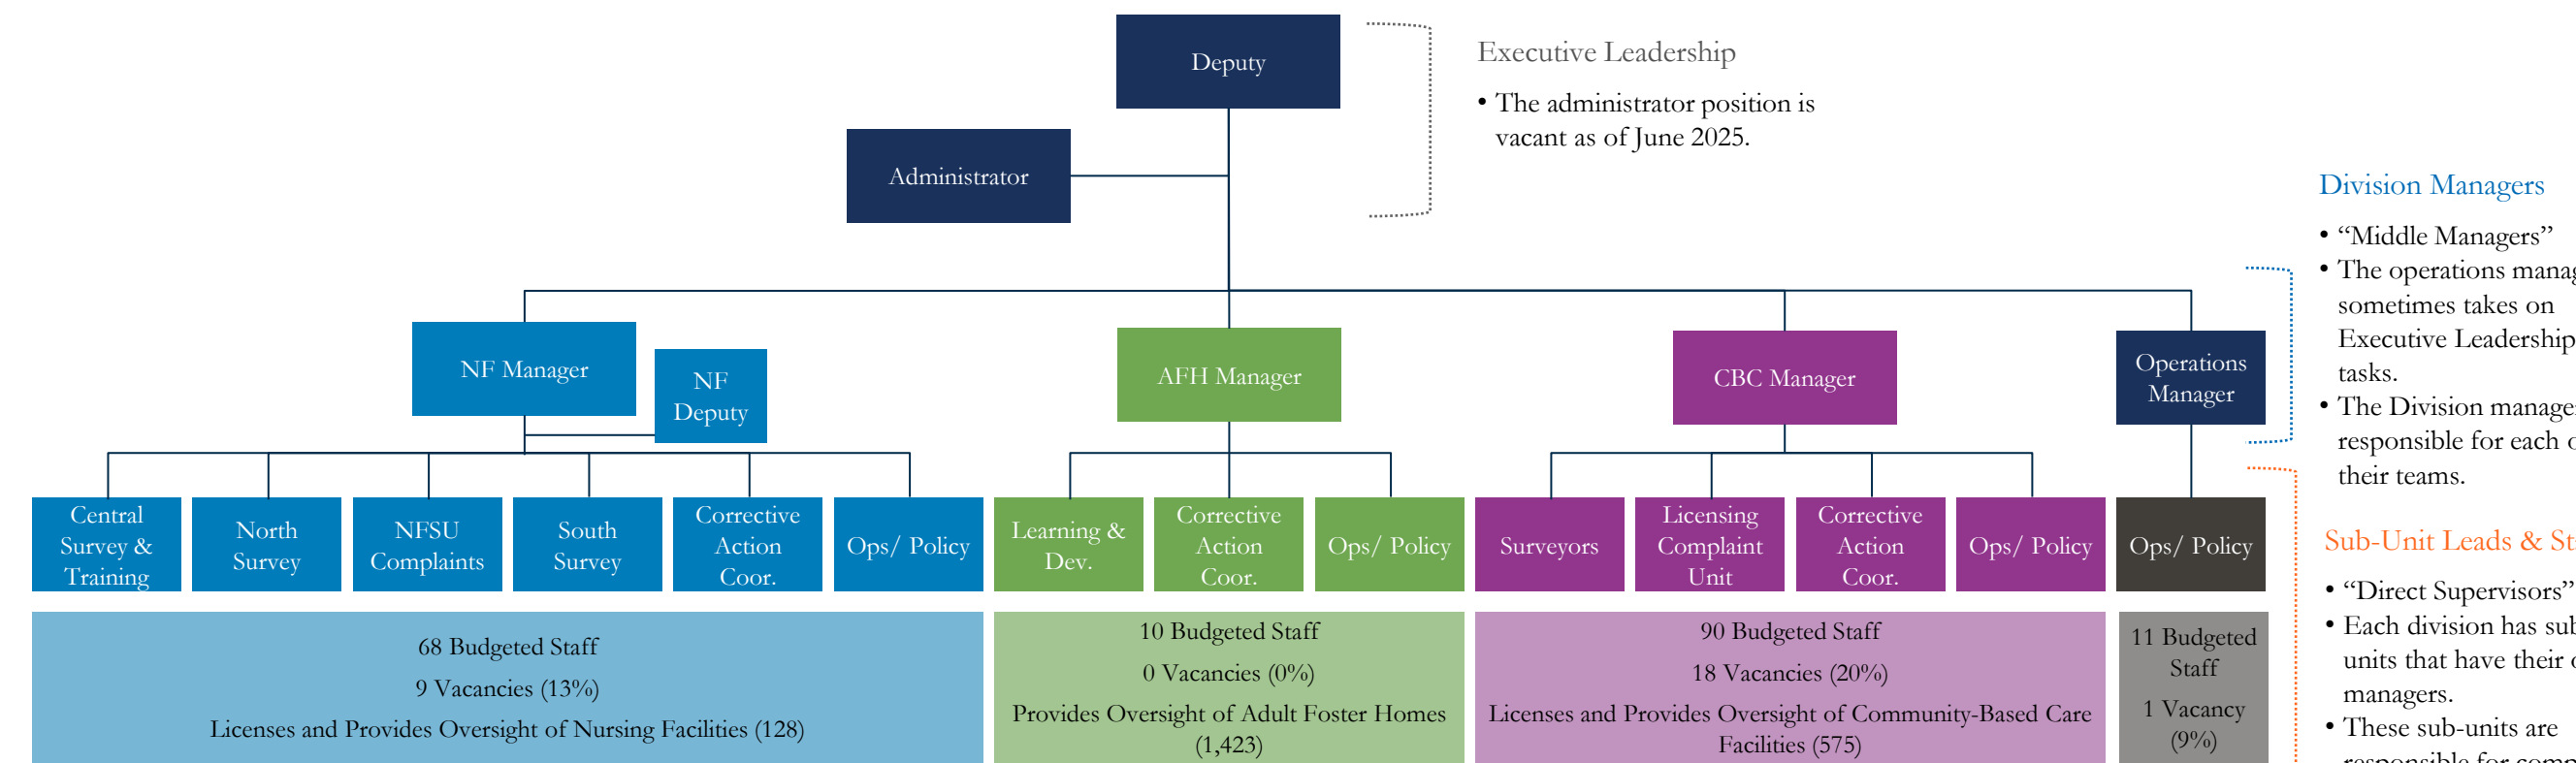 Deputy
Executive Leadership
• The administrator position is
vacant as of June 2025.
Administrator
Division Managers
• “Middle Managers”
• The operations
sometimes takes on
Executive Leadership
tasks.
• The Division
responsible for each
their teams.
NF Manager
NF
Deputy
AFH Manager
CBC Manager
Operations
Manager
Central
Survey &
Training
North
Survey
NFSU
Complaints
South
Survey
Corrective
Action
Coor.
Ops/ Policy
Learning &
Dev.
Corrective
Action
Coor.
Ops/ Policy
Surveyors
Licensing
Complaint
Unit
Corrective
Action
Coor.
Ops/ Policy
Ops/ Policy
Sub-Unit Leads &
• “Direct Supervisors”
• Each division has
units that have their
managers.
• These sub-units are
responsible for
68 Budgeted Staff
9 Vacancies (13%)
Licenses and Provides Oversight of Nursing Facilities (128)
10 Budgeted Staff
0 Vacancies (0%)
Provides Oversight of Adult Foster Homes
(1,423)
90 Budgeted Staff
18 Vacancies (20%)
Licenses and Provides Oversight of Community-Based Care
Facilities (575)
11 Budgeted
Staff
1 Vacancy
(9%)